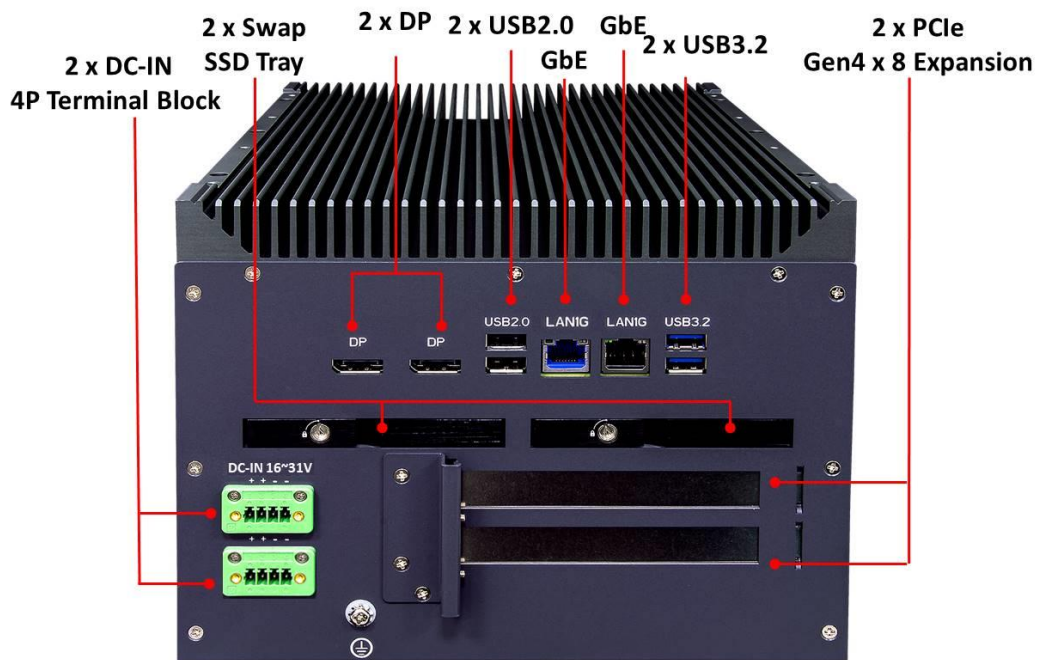 2 x Swap
SSD Tray
2 x DP
2 x USB2.0
GbE
GbE
2 x USB3.2
2 x PCIe
Gen4 x 8 Expansion
2 x DC-IN
4P Terminal Block
DP
DP
USB2.0
LAN1G
LAN1G
USB3.2
DC-IN 16~31V
+ + - -
+ + - -